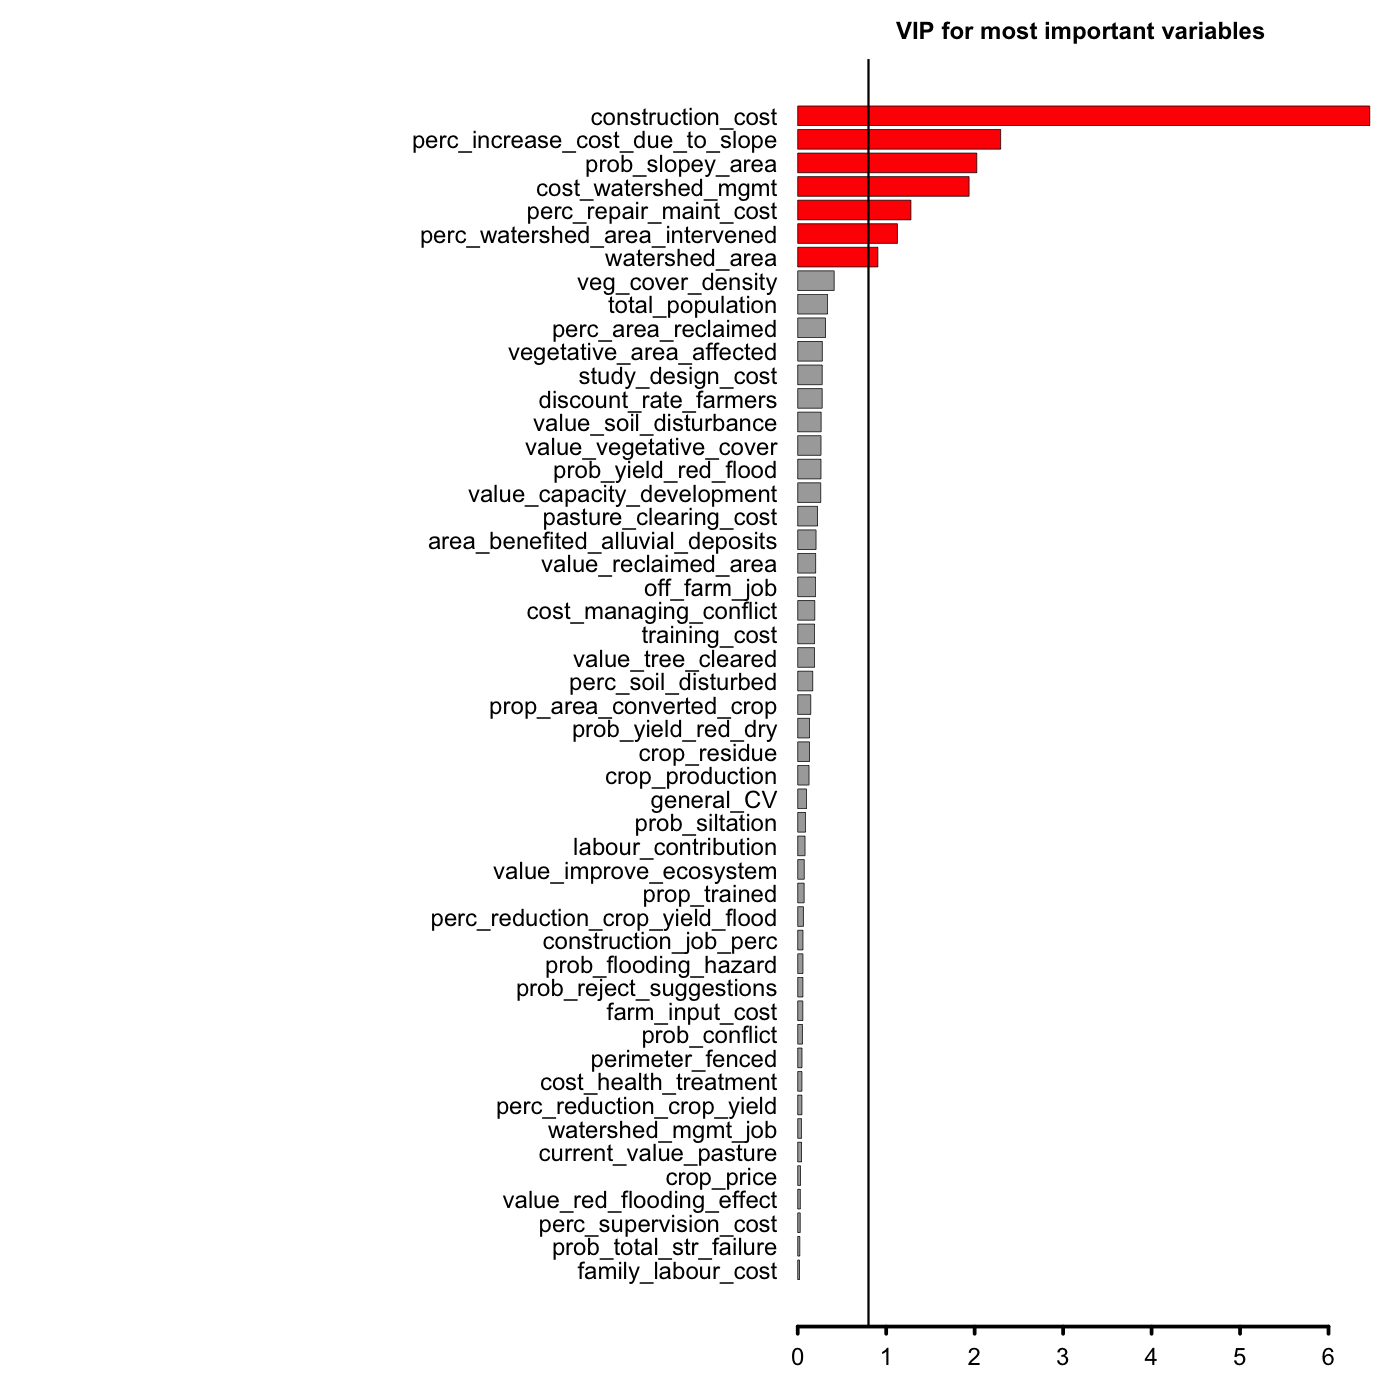 VIP for most important variables
construction_cost
perc_increase_cost_due_to_slope
prob_slopey_area
cost_watershed_mgmt
perc_repair_maint_cost
perc_watershed_area_intervened
watershed_area
veg_cover_density
total_population
perc_area_reclaimed
vegetative_area_affected
study_design_cost
discount_rate_farmers
value_soil_disturbance
value_vegetative_cover
prob_yield_red_flood
value_capacity_development
pasture_clearing_cost
area_benefited_alluvial_deposits
value_reclaimed_area
off_farm_job
cost_managing_conflict
training_cost
value_tree_cleared
perc_soil_disturbed
prop_area_converted_crop
prob_yield_red_dry
crop_residue
crop_production
general_CV
prob_siltation
labour_contribution
value_improve_ecosystem
prop_trained
perc_reduction_crop_yield_flood
construction_job_perc
prob_flooding_hazard
prob_reject_suggestions
farm_input_cost
prob_conflict
perimeter_fenced
cost_health_treatment
perc_reduction_crop_yield
watershed_mgmt_job
current_value_pasture
crop_price
value_red_flooding_effect
perc_supervision_cost
prob_total_str_failure
family_labour_cost
0 1 2 3 4 5 6